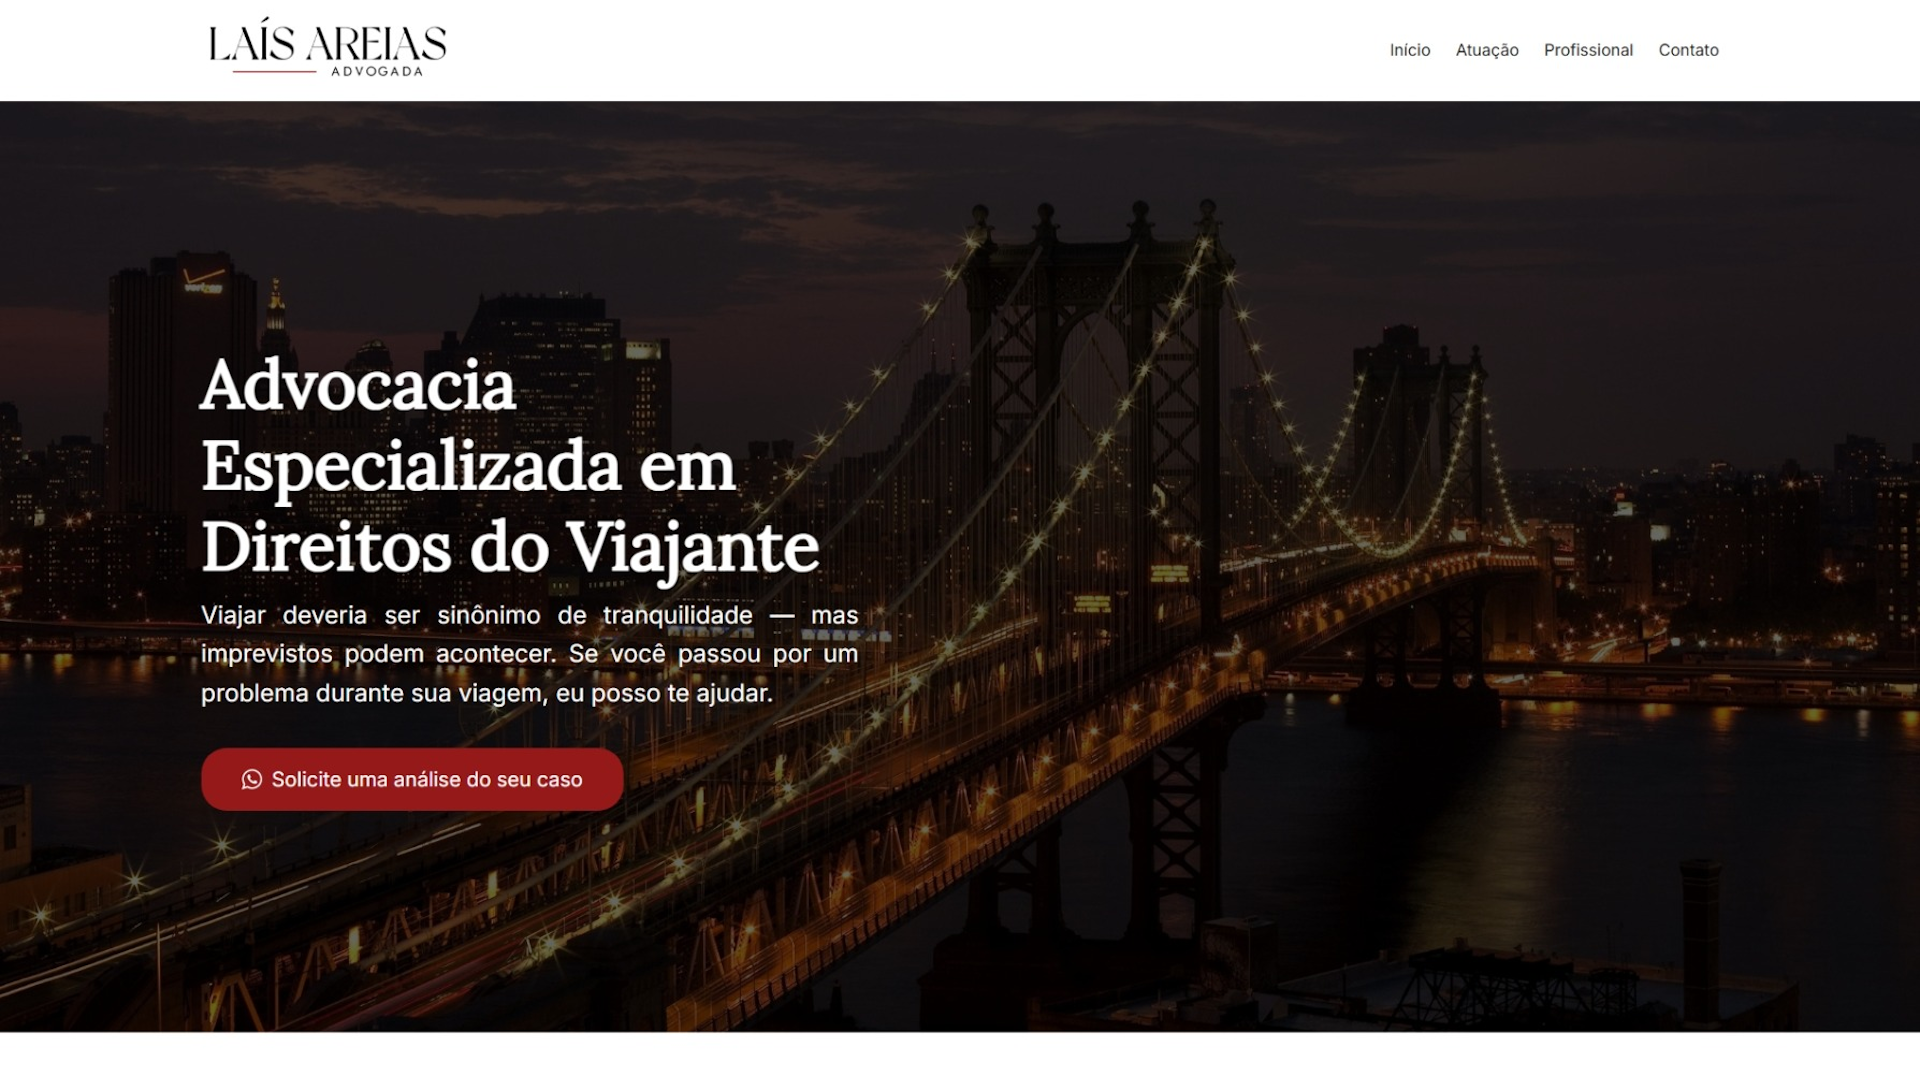 LAÍS AREIAS
ADVOGADA
Início Atuação Profissional Contato
verizon
Advocacia
Especializada em
Direitos do Viajante
Viajar deveria ser sinônimo de tranquilidade — mas
imprevistos podem acontecer. Se você passou por um
problema durante sua viagem, eu posso te ajudar.
Solicite uma análise do seu caso